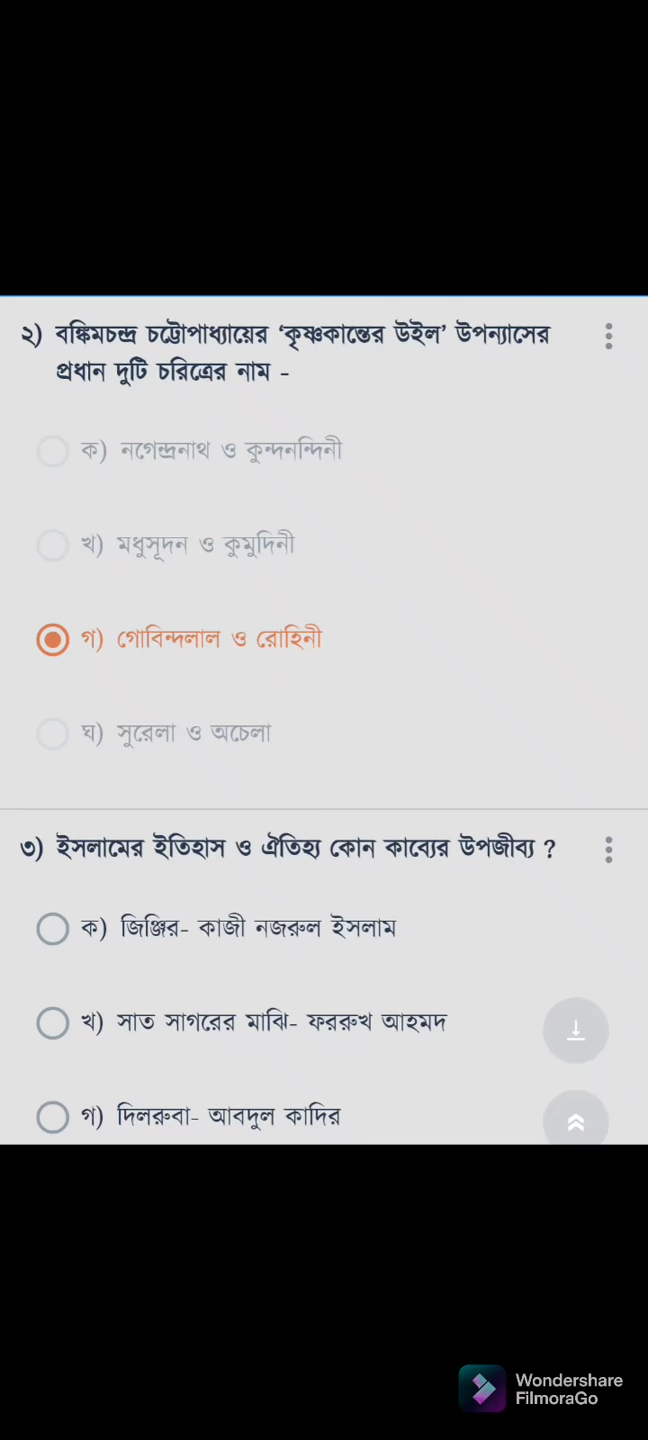 ২) বঙ্কিমচন্দ্র চট্টোপাধ্যায়ের ‘কৃষ্ণকান্তের উইল’ উপন্যাসের
প্রধান দুটি চরিত্রের নাম -
ক) নগেন্দ্রনাথ ও কুন্দনন্দিনী
খ) মধুসূদন ও কুমুদিনী
গ) গোবিন্দলাল ও রোহিনী
ঘ) সুরেলা ও অচেলা
৩) ইসলামের ইতিহাস ও ঐতিহ্য কোন কাব্যের উপজীব্য ?
ক) জিঞ্জির- কাজী নজরুল ইসলাম
খ) সাত সাগরের মাঝি- ফররুখ আহমদ
গ) দিলরুবা- আবদুল কাদির
Wondershare
FilmoraGo